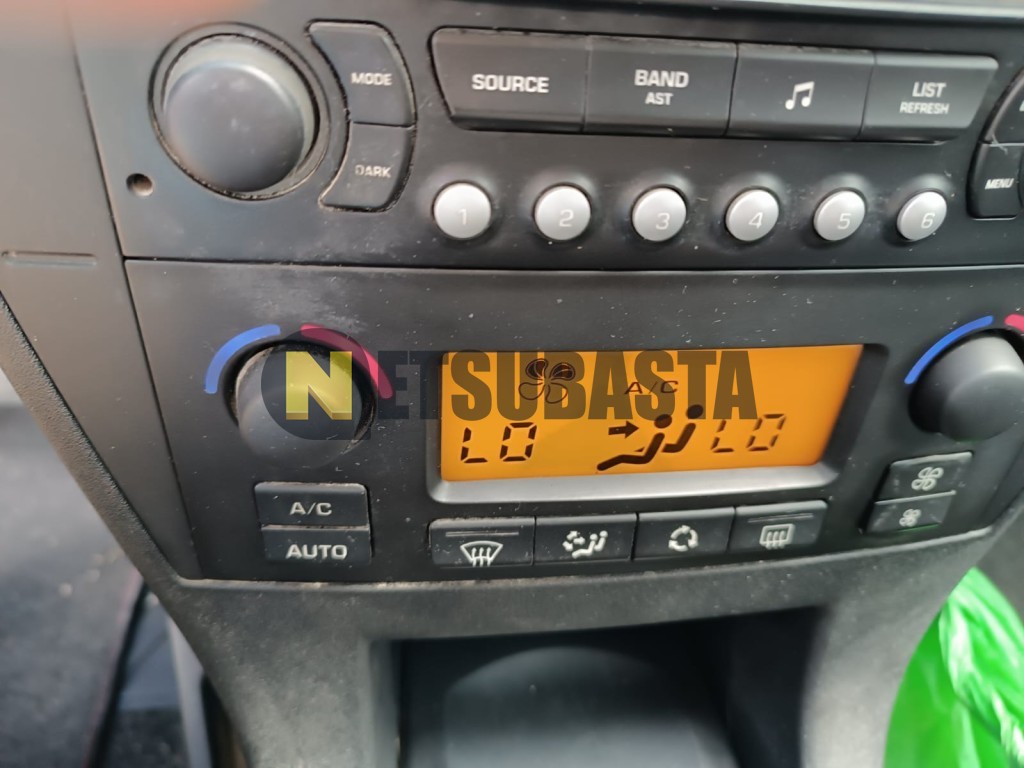 MODE
SOURCE
BAND
AST
LIST
REFRESH
DARK
MENU
1 2 3 4 5 6
NETSUBASTA
A/C
LO LO
A/C
AUTO